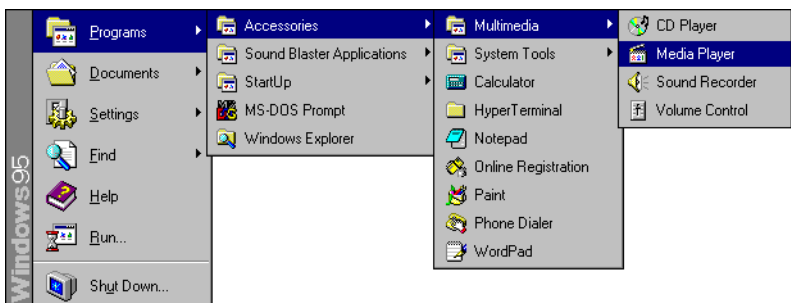 Programs
Documents
Settings
Find
Help
Run...
Shut Down...
Windows95
Accessories
Sound Blaster Applications
StartUp
MS-DOS Prompt
Windows Explorer
Multimedia
System Tools
Calculator
HyperTerminal
Notepad
Online Registration
Paint
Phone Dialer
WordPad
CD Player
Media Player
Sound Recorder
Volume Control